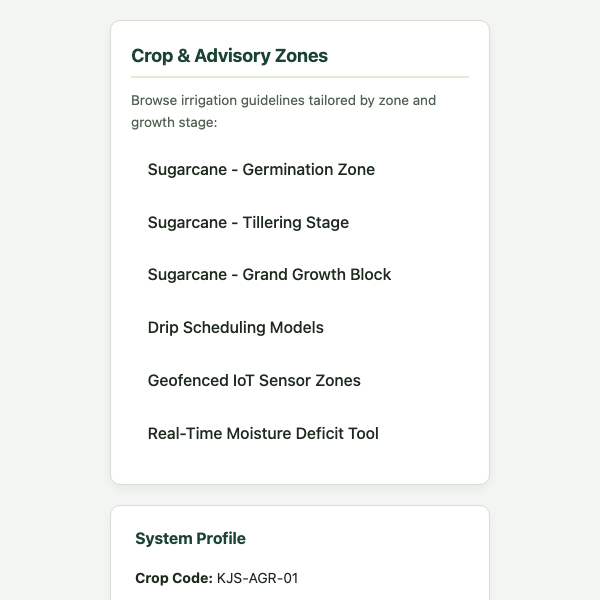 Crop & Advisory Zones
Browse irrigation guidelines tailored by zone and
growth stage:
Sugarcane - Germination Zone
Sugarcane - Tillering Stage
Sugarcane - Grand Growth Block
Drip Scheduling Models
Geofenced IoT Sensor Zones
Real-Time Moisture Deficit Tool
System Profile
Crop Code: KJS-AGR-01